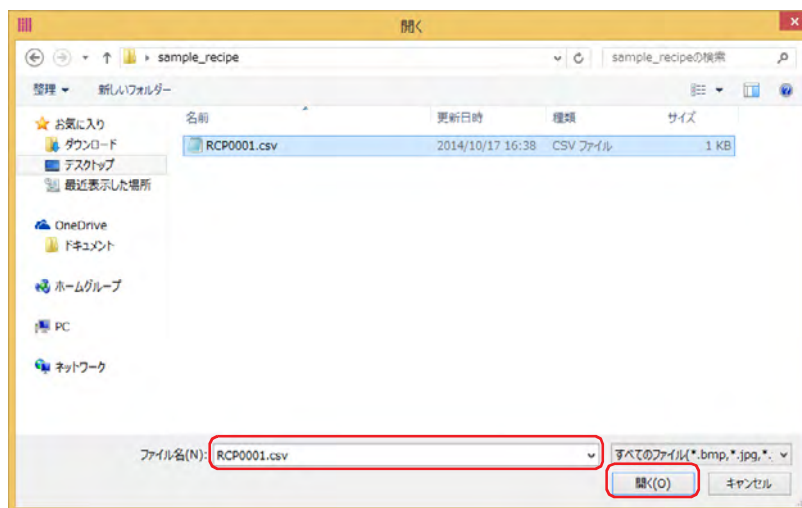 開く
sample_recipe
sample_recipeの検索
整理
新しいフォルダー
名前
更新日時
種類
サイズ
お気に入り
ダウンロード
デスクトップ
最近表示した場所
RCP0001.csv
2014/10/17 16:38
CSV ファイル
1 KB
OneDrive
ドキュメント
ホームグループ
PC
ネットワーク
ファイル名(N):
RCP0001.csv
すべてのファイル(*.bmp,*.jpg,*.
開く(O)
キャンセル